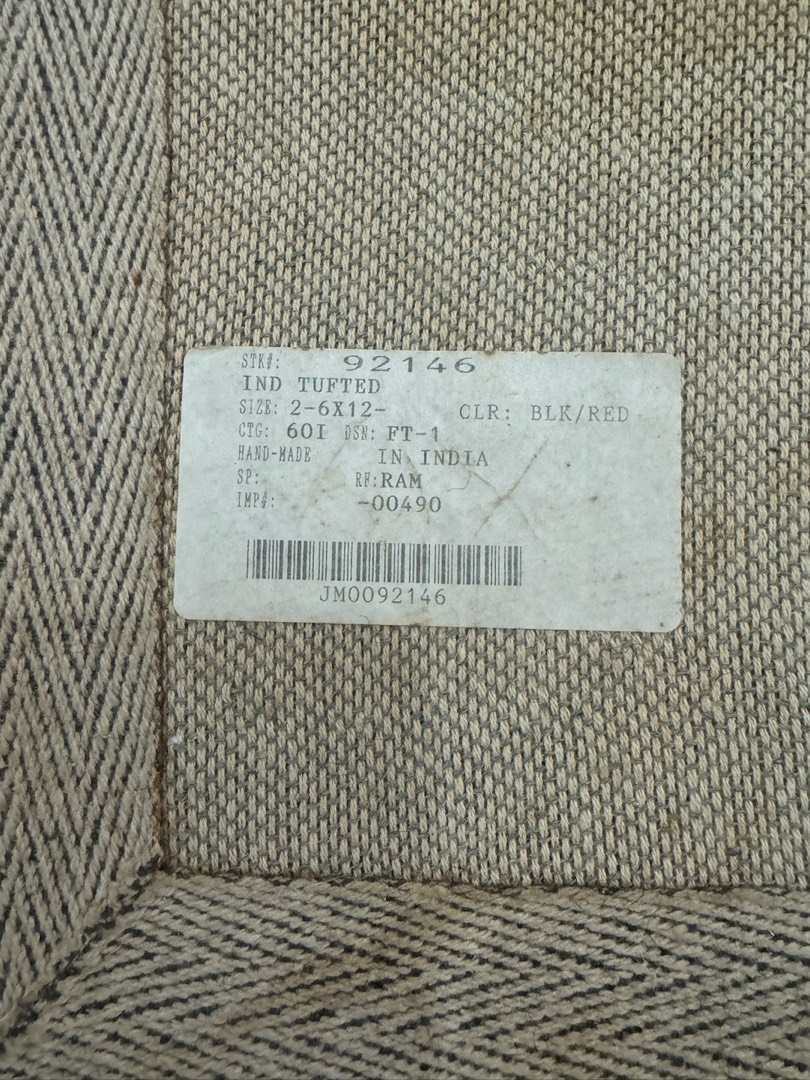 STK#: 92146
IND TUFTED
SIZE: 2-6X12- CLR: BLK/RED
CTG: 60I DSN: FT-1
HAND-MADE IN INDIA
SP: RF:RAM
IMP#: -00490
JM0092146